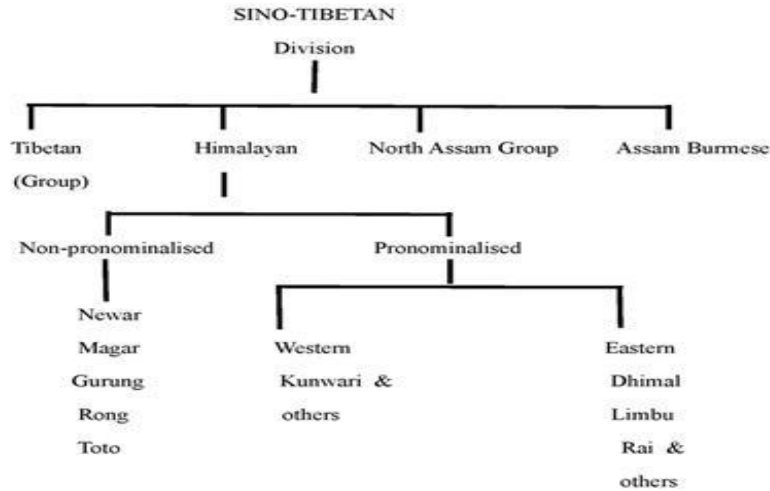 SINO-TIBETAN
Division
Tibetan Himalayan North Assam Group Assam Burmese
(Group)
Non-pronominalised Pronominalised
Newar
Magar Western Eastern
Gurung Kunwari & Dhimal
Rong others Limbu
Toto Rai &
others